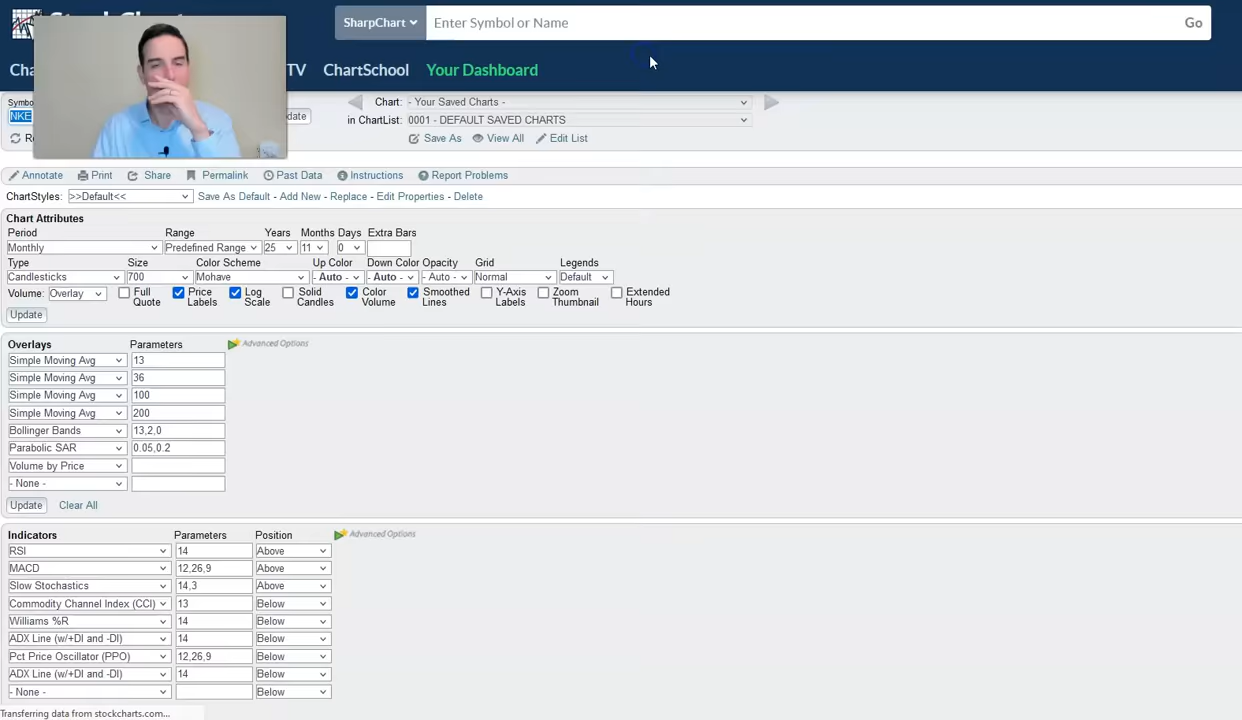 SharpChart Enter Symbol or Name Go
TV ChartSchool Your Dashboard
Chart: - Your Saved Charts -
NKE
in ChartList: 0001 - DEFAULT SAVED CHARTS
Save As View All Edit List
Annotate Print Share Permalink Past Data Instructions Report Problems
ChartStyles: >>Default<< Save As Default - Add New - Replace - Edit Properties - Delete
Chart Attributes
Period Range Years Months Days Extra Bars
Monthly Predefined Range 25 11 0
Type Size Color Scheme Up Color Down Color Opacity Grid Legends
Candlesticks 700 Mohave - Auto - - Auto - - Auto - Normal Default
Volume: Overlay Full Quote Price Labels Log Scale Solid Candles Color Volume Smoothed Lines Y-Axis Labels Zoom Thumbnail Extended Hours
Update
Overlays Parameters Advanced Options
Simple Moving Avg 13
Simple Moving Avg 36
Simple Moving Avg 100
Simple Moving Avg 200
Bollinger Bands 13,2,0
Parabolic SAR 0.05,0.2
Volume by Price
- None -
Update Clear All
Indicators Parameters Position Advanced Options
RSI 14 Above
MACD 12,26,9 Above
Slow Stochastics 14,3 Above
Commodity Channel Index (CCI) 13 Below
Williams %R 14 Below
ADX Line (w/+DI and -DI) 14 Below
Pct Price Oscillator (PPO) 12,26,9 Below
ADX Line (w/+DI and -DI) 14 Below
- None - Below
Transferring data from stockcharts.com...